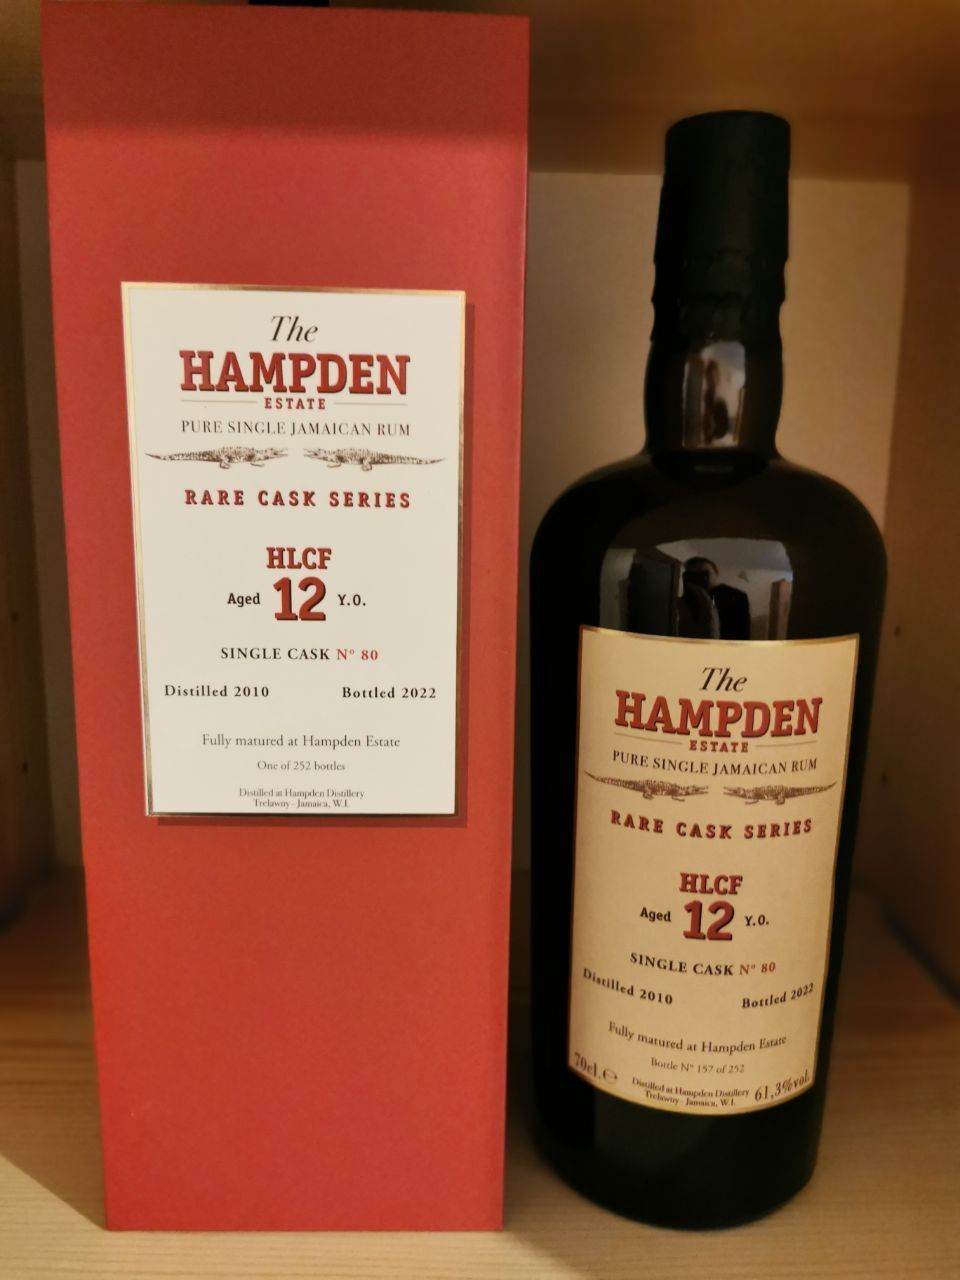 The
HAMPDEN
ESTATE
PURE SINGLE JAMAICAN RUM
RARE CASK SERIES
HLCF
Aged 12 Y.O.
SINGLE CASK N° 80
Distilled 2010 Bottled 2022
Fully matured at Hampden Estate
One of 252 bottles
Distilled at Hampden Distillery
Trelawny - Jamaica, W.I.
The
HAMPDEN
ESTATE
PURE SINGLE JAMAICAN RUM
RARE CASK SERIES
HLCF
Aged 12 Y.O.
SINGLE CASK N° 80
Distilled 2010 Bottled 2022
Fully matured at Hampden Estate
Bottle N° 157 of 252
70cl.℮ Distilled at Hampden Distillery 61,3%vol.
Trelawny - Jamaica, W.I.